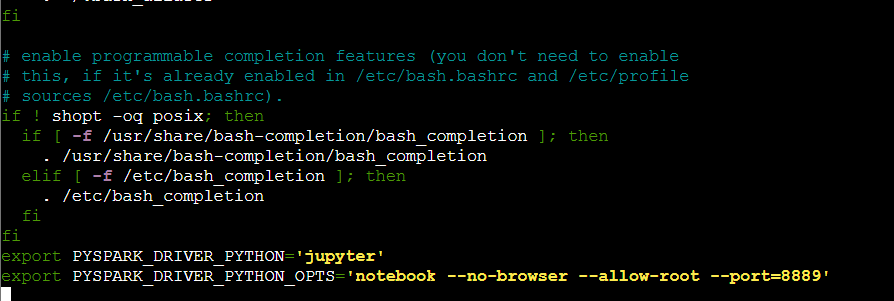 fi
# enable programmable completion features (you don't need to enable
# this, if it's already enabled in /etc/bash.bashrc and /etc/profile
# sources /etc/bash.bashrc).
if ! shopt -oq posix; then
  if [ -f /usr/share/bash-completion/bash_completion ]; then
    . /usr/share/bash-completion/bash_completion
  elif [ -f /etc/bash_completion ]; then
    . /etc/bash_completion
  fi
fi
export PYSPARK_DRIVER_PYTHON='jupyter'
export PYSPARK_DRIVER_PYTHON_OPTS='notebook --no-browser --allow-root --port=8889'